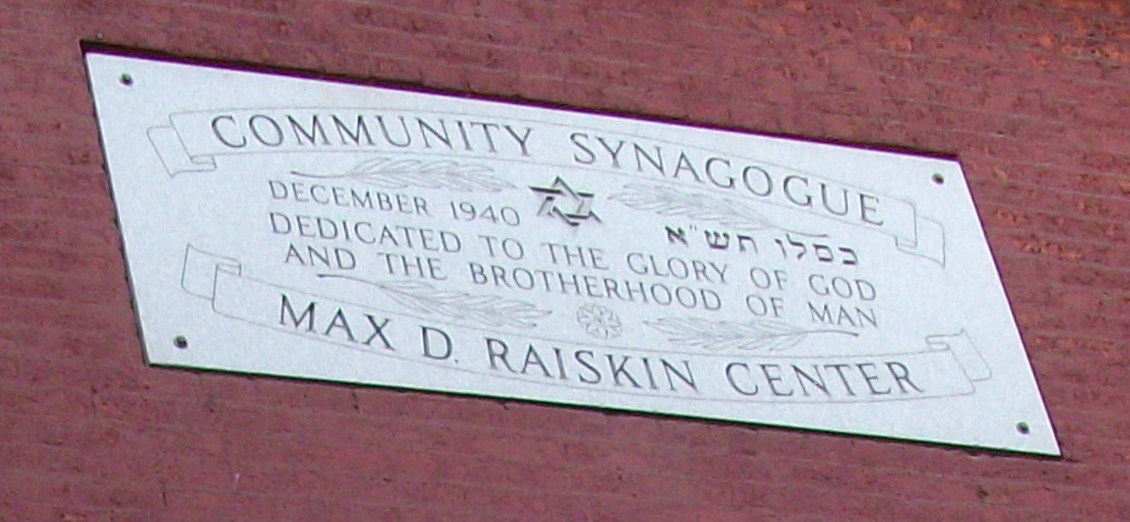 COMMUNITY SYNAGOGUE
DECEMBER 1940 כסלו תש"א
DEDICATED TO THE GLORY OF GOD
AND THE BROTHERHOOD OF MAN
MAX D. RAISKIN CENTER